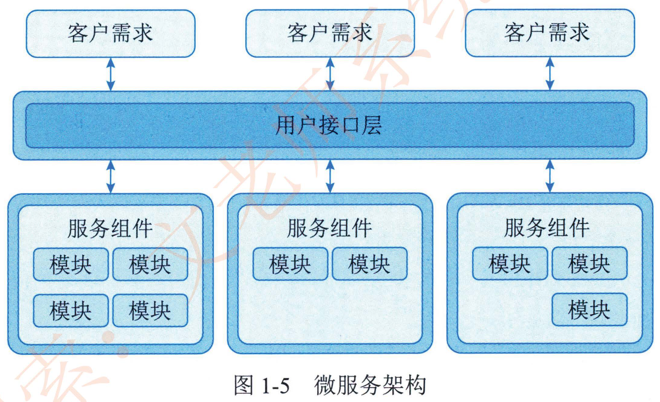 客户需求 客户需求 客户需求
用户接口层
服务组件 服务组件 服务组件
模块 模块 模块 模块 模块 模块
模块 模块 模块
图 1-5 微服务架构